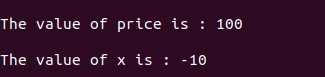 The value of price is : 100
The value of x is : -10